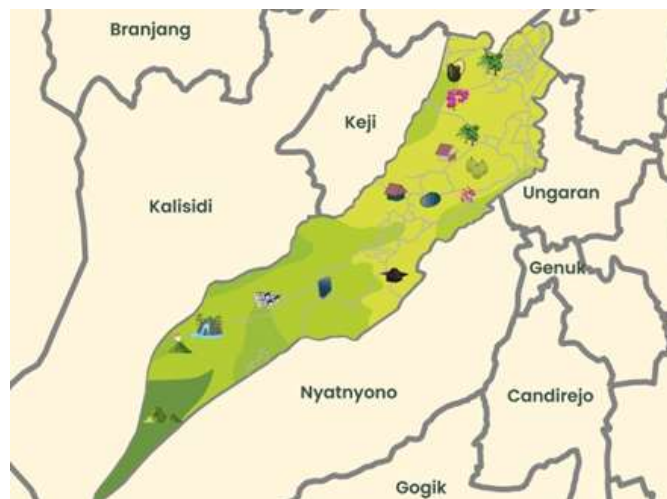 Branjang
Keji
Kalisidi
Ungaran
Genuk
Nyatnyono
Candirejo
Gogik